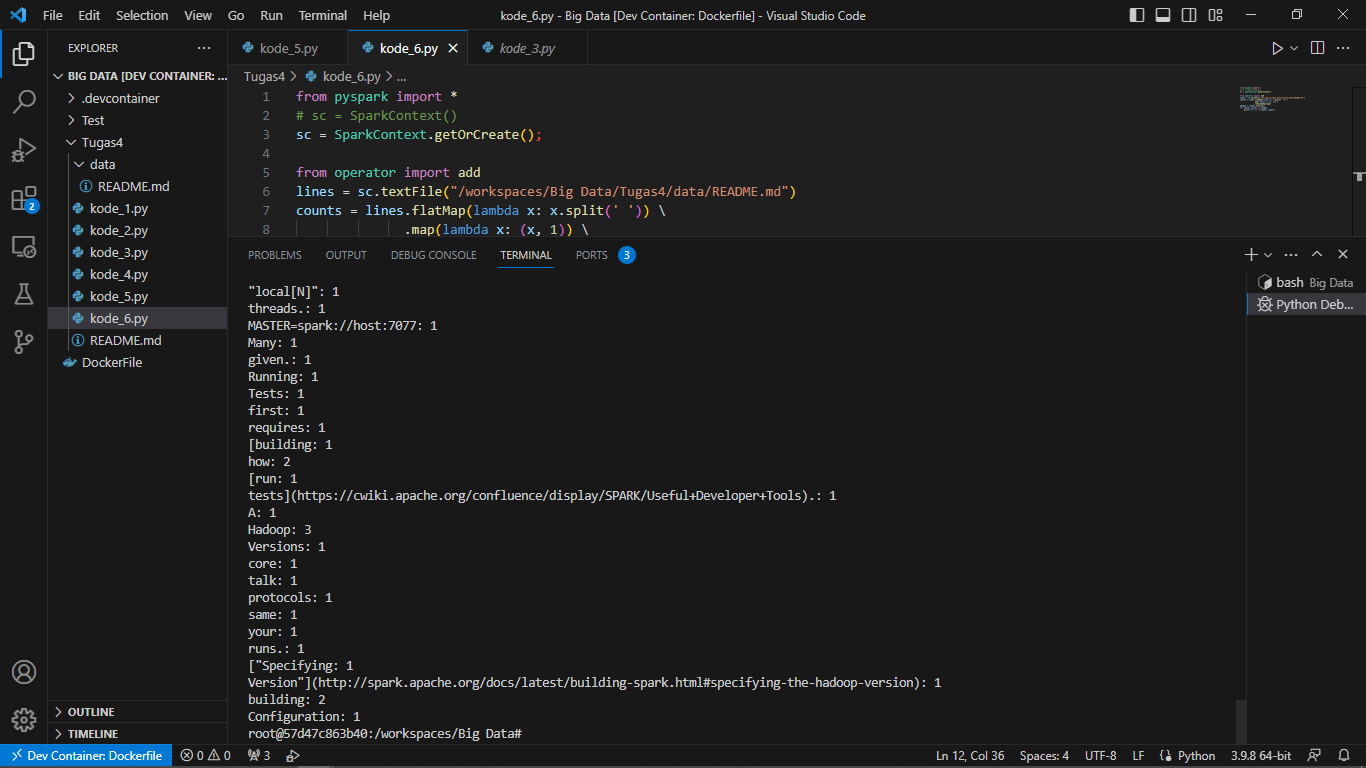 File Edit Selection View Go Run Terminal Help
kode_6.py - Big Data [Dev Container: Dockerfile] - Visual Studio Code
EXPLORER
BIG DATA [DEV CONTAINER: ...
.devcontainer
Test
Tugas4
data
README.md
kode_1.py
kode_2.py
kode_3.py
kode_4.py
kode_5.py
kode_6.py
README.md
DockerFile
OUTLINE
TIMELINE
2
kode_5.py kode_6.py kode_3.py
Tugas4 > kode_6.py > ...
1 from pyspark import *
2 # sc = SparkContext()
3 sc = SparkContext.getOrCreate();
4
5 from operator import add
6 lines = sc.textFile("/workspaces/Big Data/Tugas4/data/README.md")
7 counts = lines.flatMap(lambda x: x.split(' ')) \
8 .map(lambda x: (x, 1)) \
PROBLEMS OUTPUT DEBUG CONSOLE TERMINAL PORTS 3
"local[N]": 1
threads.: 1
MASTER=spark://host:7077: 1
Many: 1
given.: 1
Running: 1
Tests: 1
first: 1
requires: 1
[building: 1
how: 2
[run: 1
tests](https://cwiki.apache.org/confluence/display/SPARK/Useful+Developer+Tools).: 1
A: 1
Hadoop: 3
Versions: 1
core: 1
talk: 1
protocols: 1
same: 1
your: 1
runs.: 1
["Specifying: 1
Version"](http://spark.apache.org/docs/latest/building-spark.html#specifying-the-hadoop-version): 1
building: 2
Configuration: 1
root@57d47c863b40:/workspaces/Big Data#
bash Big Data
Python Deb...
Dev Container: Dockerfile 0 0 3
Ln 12, Col 36 Spaces: 4 UTF-8 LF Python 3.9.8 64-bit